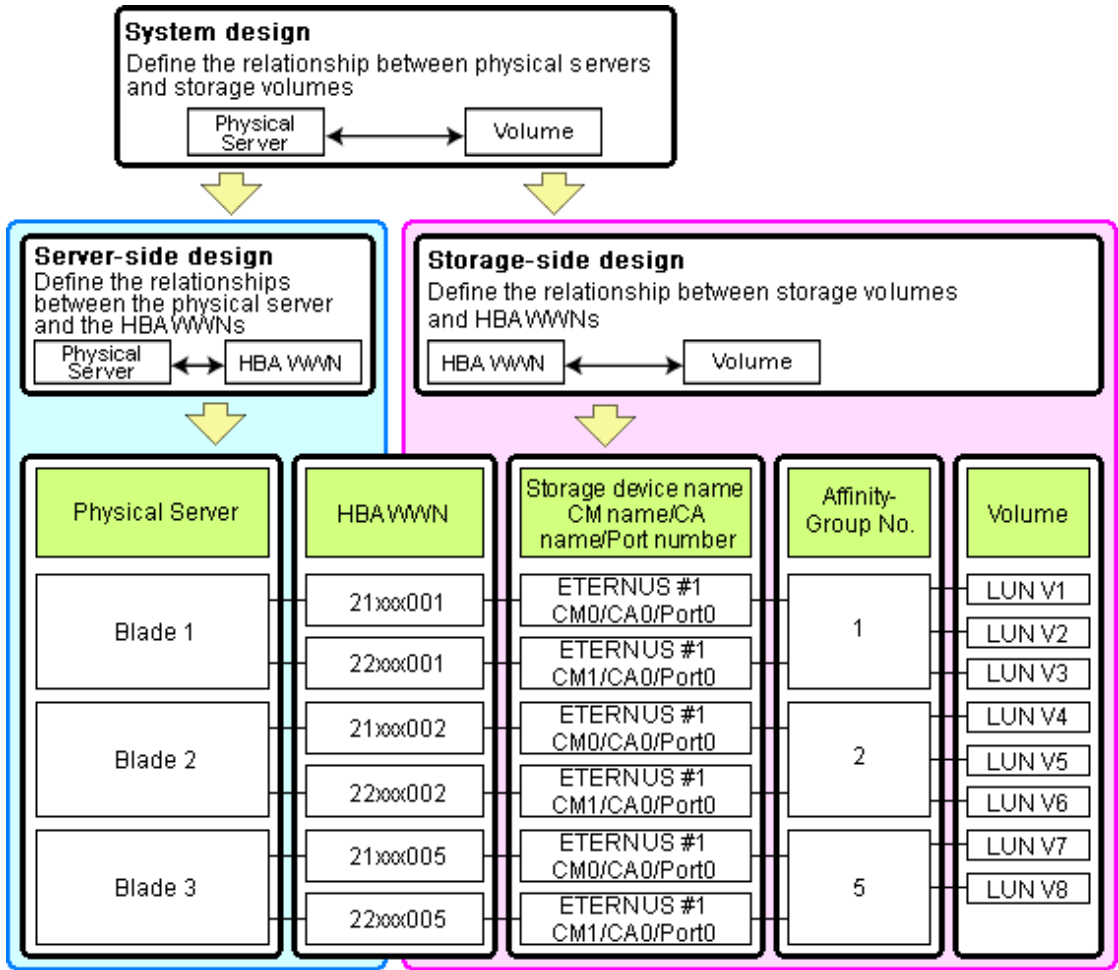 System design
Define the relationship between physical servers
and storage volumes
Physical
Server
Volume
Server-side design
Define the relationships
between the physical server
and the HBAWWNs
Physical
Server
HBA WWN
Storage-side design
Define the relationship between storage volumes
and HBAWWNs
HBA WWN
Volume
Physical Server
HBAWWN
Storage device name
CM name/CA
name/Port number
Affinity-
Group No.
Volume
Blade 1
21xxx001
22xxx001
ETERNUS #1
CM0/CA0/Port0
ETERNUS #1
CM1/CA0/Port0
1
LUN V1
LUN V2
LUN V3
Blade 2
21xxx002
22xxx002
ETERNUS #1
CM0/CA0/Port0
ETERNUS #1
CM1/CA0/Port0
2
LUN V4
LUN V5
LUN V6
Blade 3
21xxx005
22xxx005
ETERNUS #1
CM0/CA0/Port0
ETERNUS #1
CM1/CA0/Port0
5
LUN V7
LUN V8